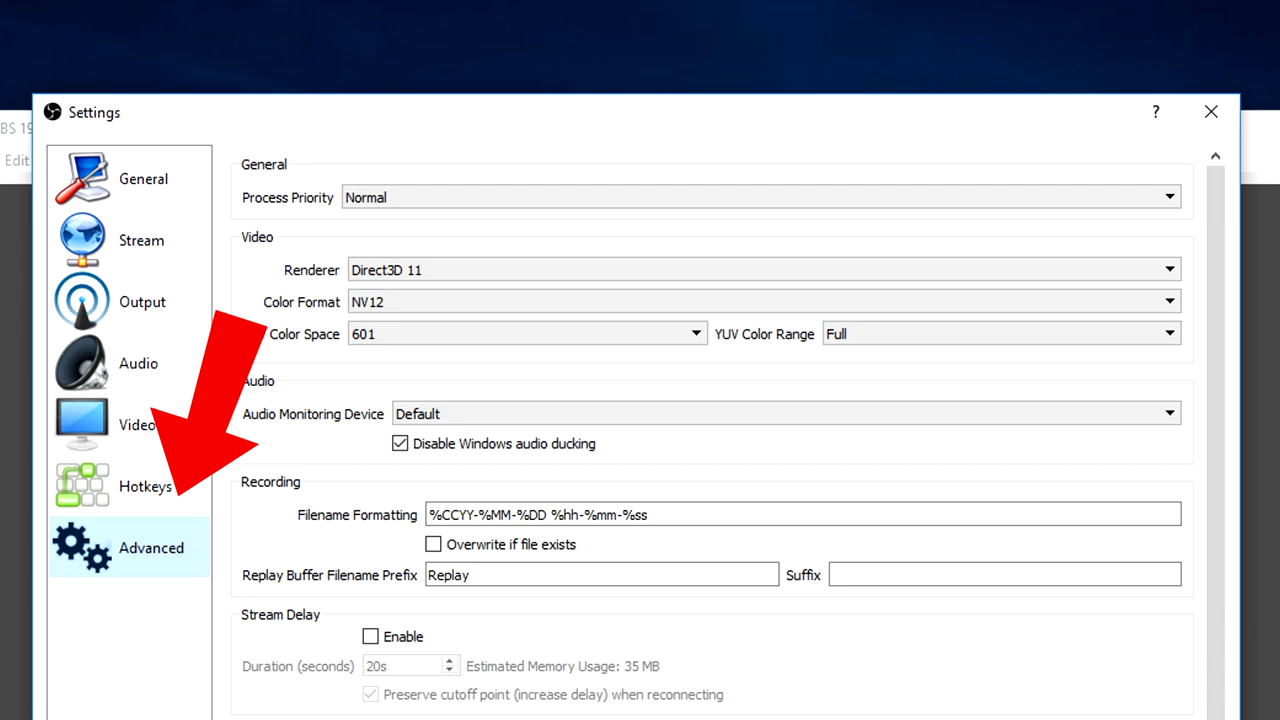 Settings
?
BS 19
Edit
General
Stream
Output
Audio
Video
Hotkeys
Advanced
General
Process Priority Normal
Video
Renderer Direct3D 11
Color Format NV12
Color Space 601 YUV Color Range Full
Audio
Audio Monitoring Device Default
Disable Windows audio ducking
Recording
Filename Formatting %CCYY-%MM-%DD %hh-%mm-%ss
Overwrite if file exists
Replay Buffer Filename Prefix Replay Suffix
Stream Delay
Enable
Duration (seconds) 20s Estimated Memory Usage: 35 MB
Preserve cutoff point (increase delay) when reconnecting